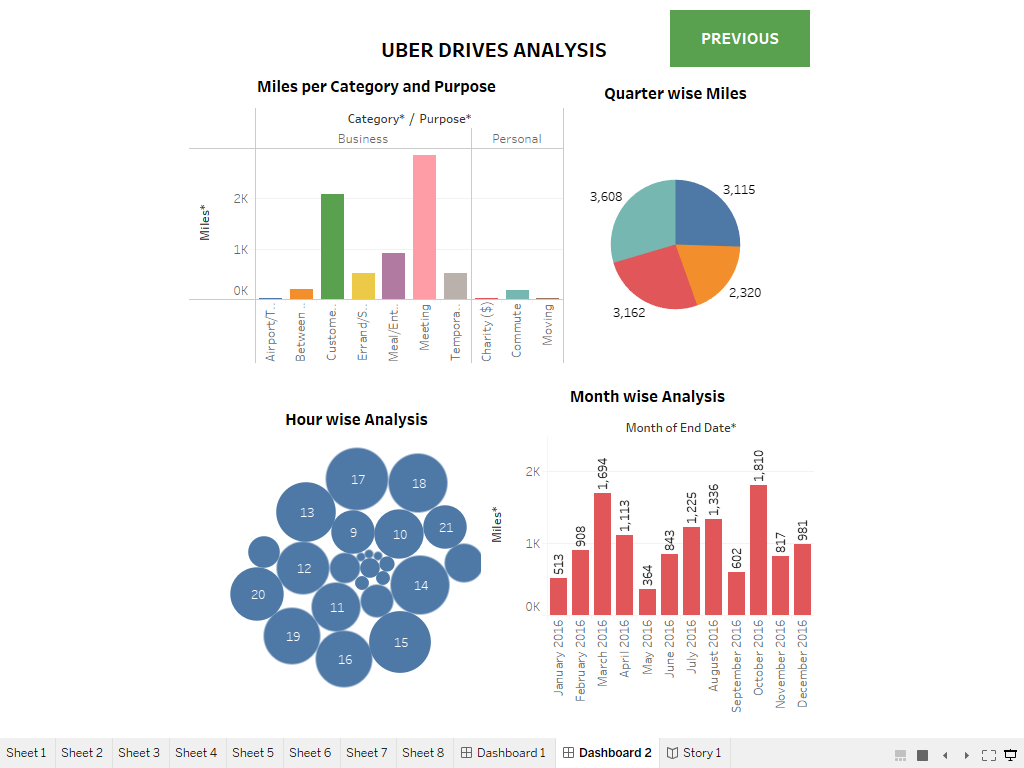 PREVIOUS
UBER DRIVES ANALYSIS
Miles per Category and Purpose
Category* / Purpose*
Business
Personal
Miles*
2K
1K
0K
Airport/T..
Between ..
Custome..
Errand/S..
Meal/Ent..
Meeting
Tempora..
Charity ($)
Commute
Moving
Quarter wise Miles
3,608
3,115
2,320
3,162
Hour wise Analysis
17
18
13
9
10
21
12
14
20
11
19
15
16
Month wise Analysis
Month of End Date*
Miles*
2K
1K
0K
513
908
1,694
1,113
364
843
1,225
1,336
602
1,810
817
981
January 2016
February 2016
March 2016
April 2016
May 2016
June 2016
July 2016
August 2016
September 2016
October 2016
November 2016
December 2016
Sheet 1
Sheet 2
Sheet 3
Sheet 4
Sheet 5
Sheet 6
Sheet 7
Sheet 8
Dashboard 1
Dashboard 2
Story 1